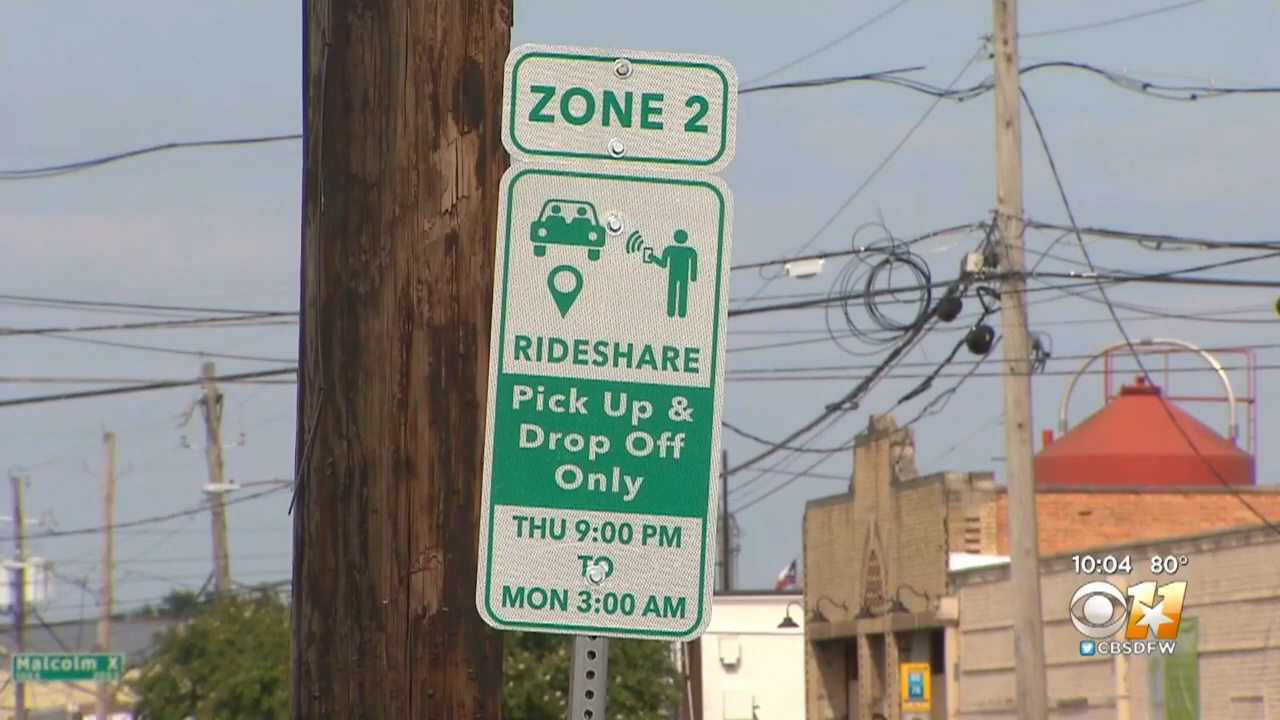 ZONE 2
RIDESHARE
Pick Up &
Drop Off
Only
THU 9:00 PM
TO
MON 3:00 AM
Malcolm X
10:04 80°
11
CBSDFW